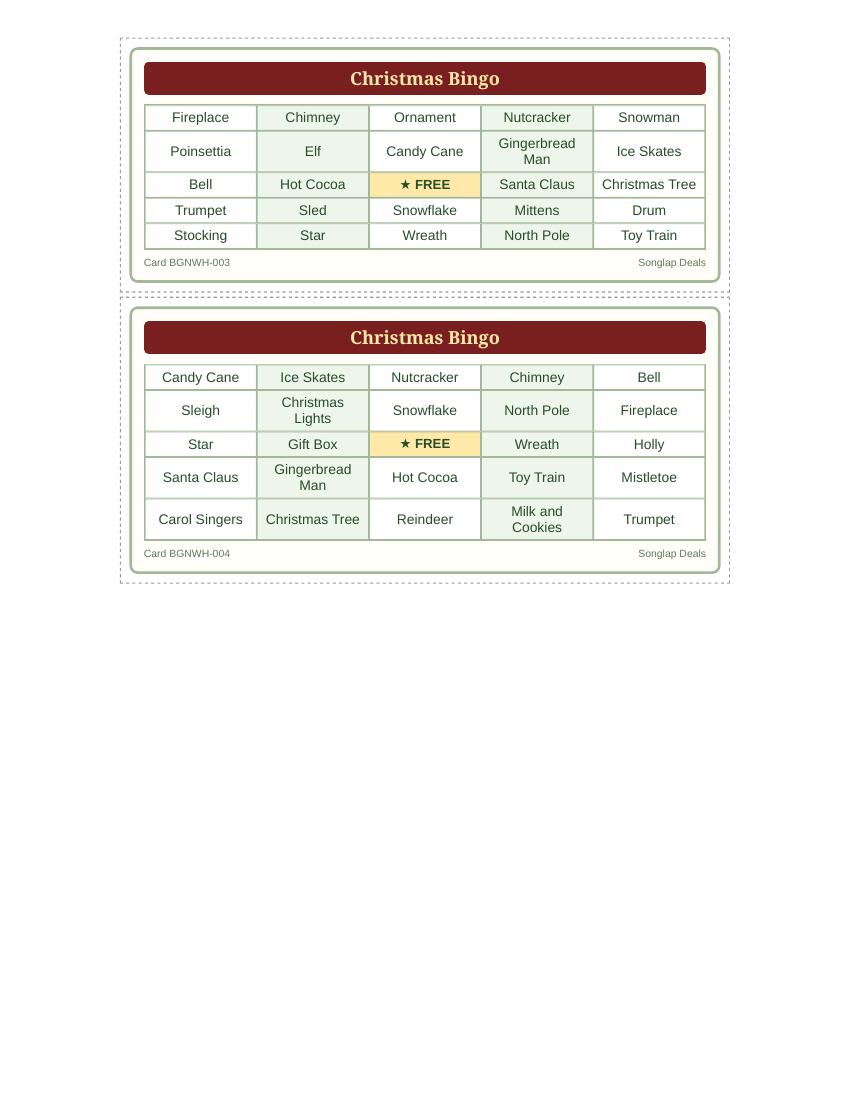 Christmas Bingo
Fireplace Chimney Ornament Nutcracker Snowman
Poinsettia Elf Candy Cane Gingerbread Man Ice Skates
Bell Hot Cocoa ★ FREE Santa Claus Christmas Tree
Trumpet Sled Snowflake Mittens Drum
Stocking Star Wreath North Pole Toy Train
Card BGNWH-003 Songlap Deals
Christmas Bingo
Candy Cane Ice Skates Nutcracker Chimney Bell
Sleigh Christmas Lights Snowflake North Pole Fireplace
Star Gift Box ★ FREE Wreath Holly
Santa Claus Gingerbread Man Hot Cocoa Toy Train Mistletoe
Carol Singers Christmas Tree Reindeer Milk and Cookies Trumpet
Card BGNWH-004 Songlap Deals